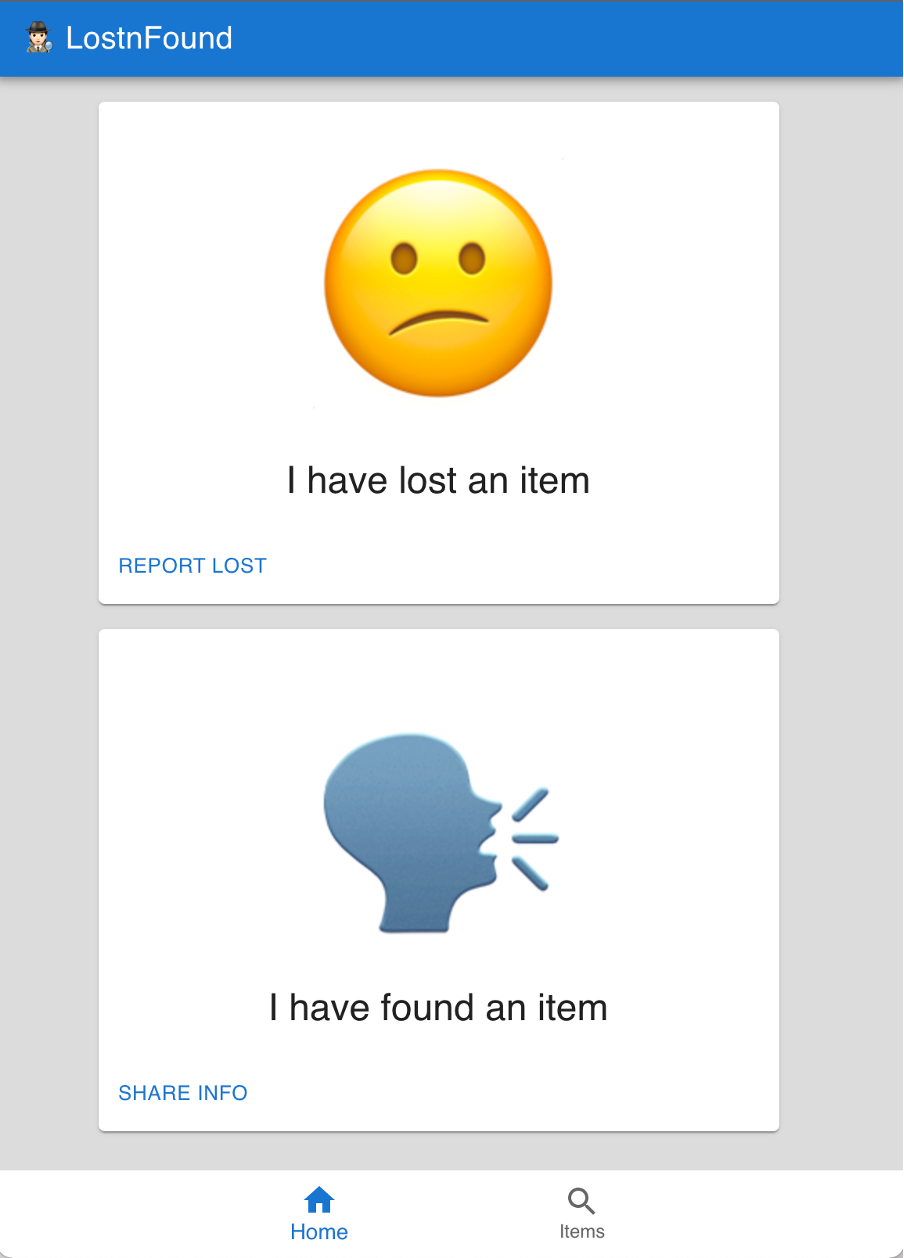 LostnFound
I have lost an item
REPORT LOST
I have found an item
SHARE INFO
Home
Items